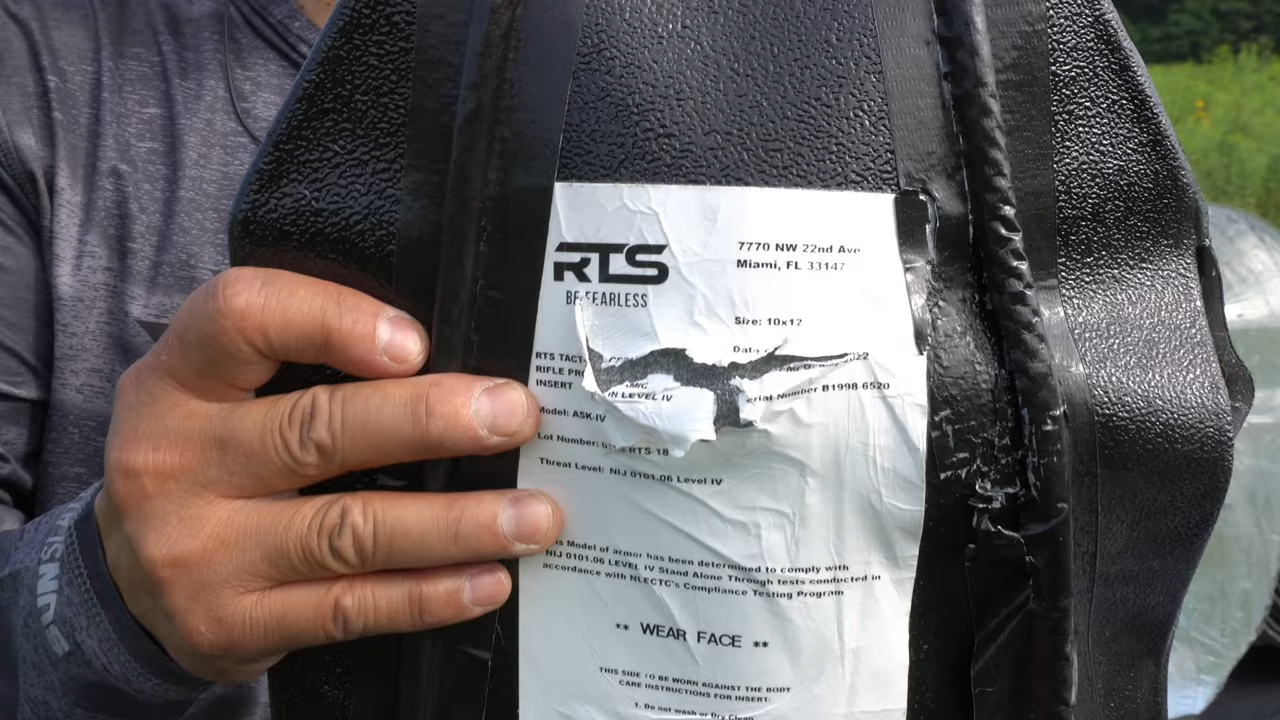 RTS
BE FEARLESS
7770 NW 22nd Ave
Miami, FL 33147
Size: 10x12
RTS
RIFLE
INSERT
LEVEL IV
Number B1998-6520
Model: ASK-IV
Lot Number: RTS-18
Threat Level: NIJ 0101.06 Level IV
Model of armor has been determined to comply with
NIJ 0101.06 LEVEL IV Stand Alone Through tests conducted in
accordance with NLECTC's Compliance Testing Program
** WEAR FACE **
THIS SIDE TO BE WORN AGAINST THE BODY
CARE INSTRUCTIONS FOR INSERT:
1. Do not wash or Dry Clean